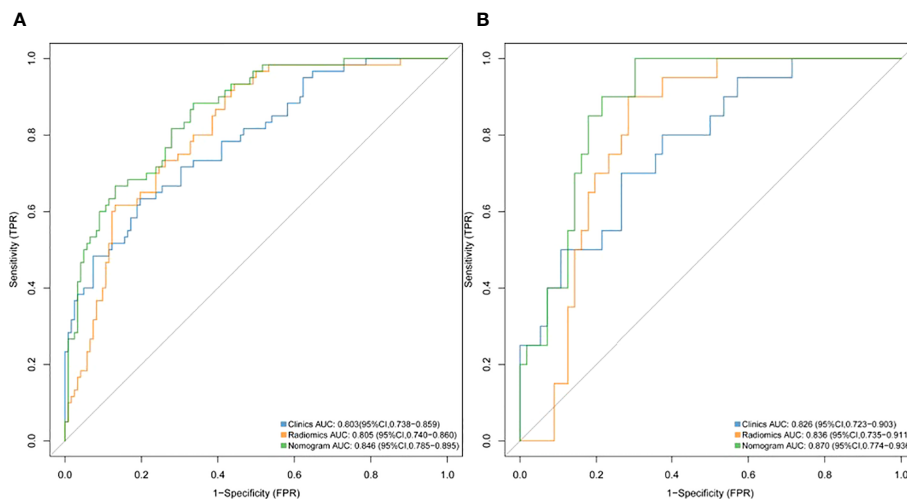 A
B
1.0
0.8
0.6
0.4
0.2
0.0
Sensitivity (TPR)
Clinics AUC: 0.803(95%CI,0.738−0.859)
Radiomics AUC: 0.805 (95%CI,0.740−0.860)
Nomogram AUC: 0.846 (95%CI,0.785−0.895)
0.0 0.2 0.4 0.6 0.8 1.0
1−Specificity (FPR)
1.0
0.8
0.6
0.4
0.2
0.0
Sensitivity (TPR)
Clinics AUC: 0.826 (95%CI,0.723−0.903)
Radiomics AUC: 0.836 (95%CI,0.735−0.911
Nomogram AUC: 0.870 (95%CI,0.774−0.936
0.0 0.2 0.4 0.6 0.8 1.0
1−Specificity (FPR)